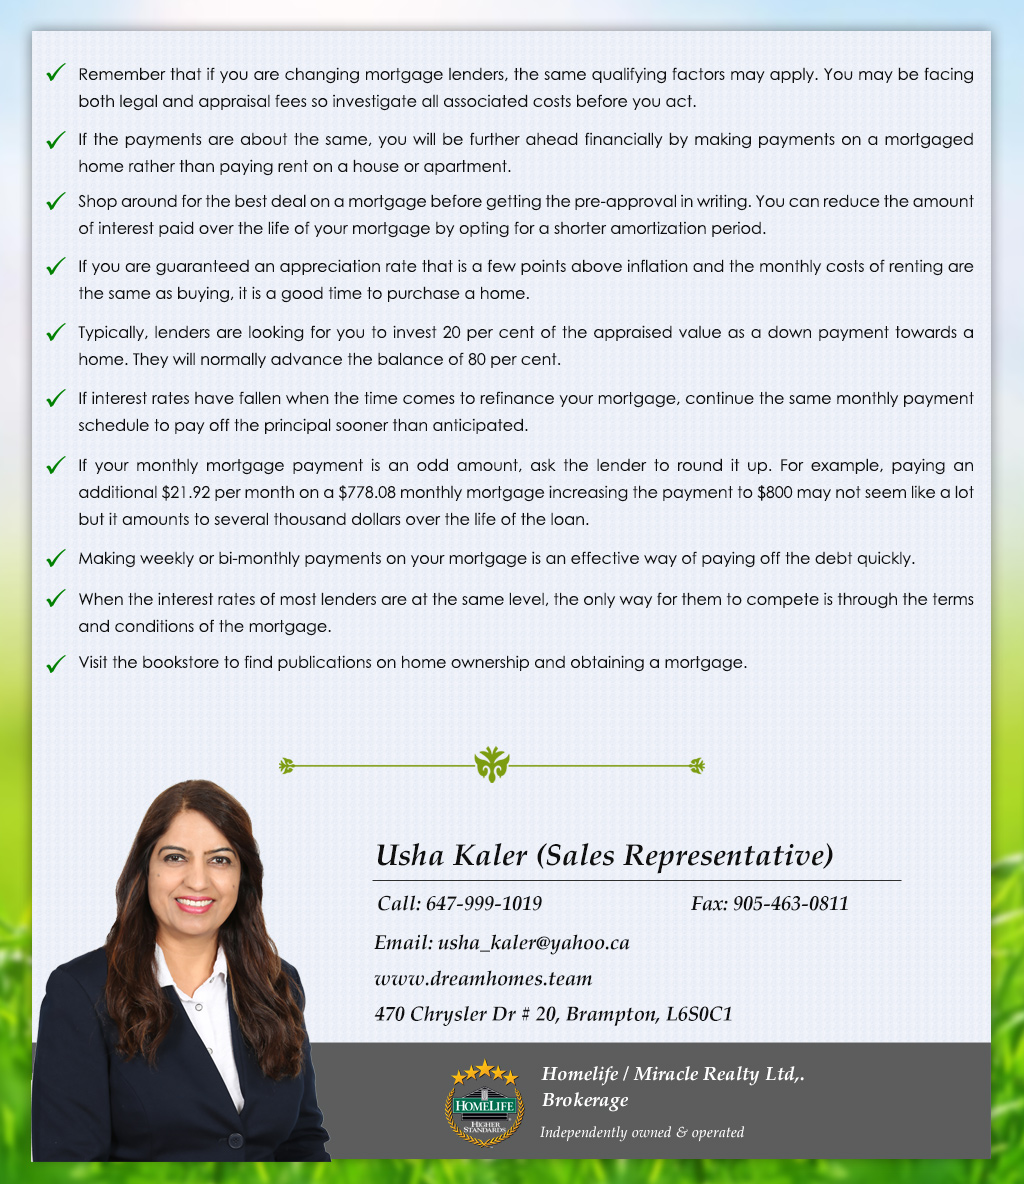 Remember that if you are changing mortgage lenders, the same qualifying factors may apply. You may be facing
both legal and appraisal fees so investigate all associated costs before you act.
If the payments are about the same, you will be further ahead financially by making payments on a mortgaged
home rather than paying rent on a house or apartment.
Shop around for the best deal on a mortgage before getting the pre-approval in writing. You can reduce the amount
of interest paid over the life of your mortgage by opting for a shorter amortization period.
If you are guaranteed an appreciation rate that is a few points above inflation and the monthly costs of renting are
the same as buying, it is a good time to purchase a home.
Typically, lenders are looking for you to invest 20 per cent of the appraised value as a down payment towards a
home. They will normally advance the balance of 80 per cent.
If interest rates have fallen when the time comes to refinance your mortgage, continue the same monthly payment
schedule to pay off the principal sooner than anticipated.
If your monthly mortgage payment is an odd amount, ask the lender to round it up. For example, paying an
additional $21.92 per month on a $778.08 monthly mortgage increasing the payment to $800 may not seem like a lot
but it amounts to several thousand dollars over the life of the loan.
Making weekly or bi-monthly payments on your mortgage is an effective way of paying off the debt quickly.
When the interest rates of most lenders are at the same level, the only way for them to compete is through the terms
and conditions of the mortgage.
Visit the bookstore to find publications on home ownership and obtaining a mortgage.
Usha Kaler (Sales Representative)
Call: 647-999-1019 Fax: 905-463-0811
Email: usha_kaler@yahoo.ca
www.dreamhomes.team
470 Chrysler Dr # 20, Brampton, L6S0C1
Homelife / Miracle Realty Ltd,.
Brokerage
Independently owned & operated
HOMELIFE
HIGHER
STANDARDS